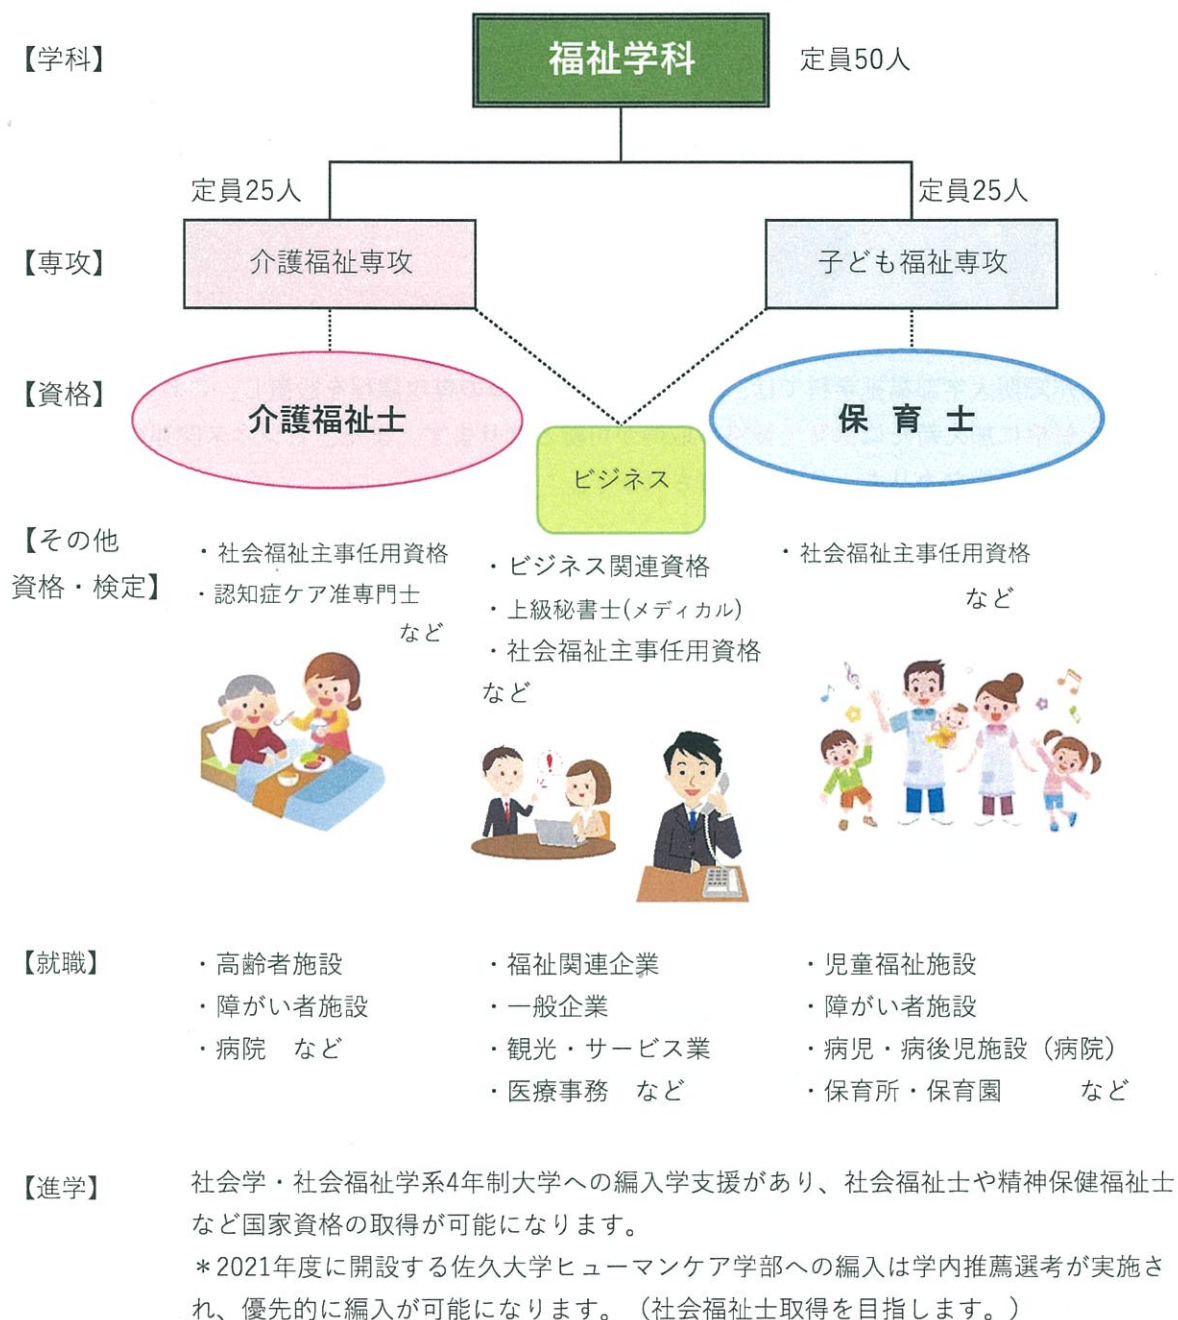 【学科】
福祉学科
定員50人
定員25人
定員25人
【専攻】
介護福祉専攻
子ども福祉専攻
【資格】
介護福祉士
保 育 士
ビジネス
【その他
資格・検定】
・社会福祉主事任用資格
・認知症ケア准専門士
など
・ビジネス関連資格
・上級秘書士(メディカル)
・社会福祉主事任用資格
など
・社会福祉主事任用資格
など
【就職】
・高齢者施設
・障がい者施設
・病院 など
・福祉関連企業
・一般企業
・観光・サービス業
・医療事務 など
・児童福祉施設
・障がい者施設
・病児・病後児施設（病院）
・保育所・保育園 など
【進学】
社会学・社会福祉学系4年制大学への編入学支援があり、社会福祉士や精神保健福祉士
など国家資格の取得が可能になります。
＊2021年度に開設する佐久大学ヒューマンケア学部への編入は学内推薦選考が実施さ
れ、優先的に編入が可能になります。（社会福祉士取得を目指します。）